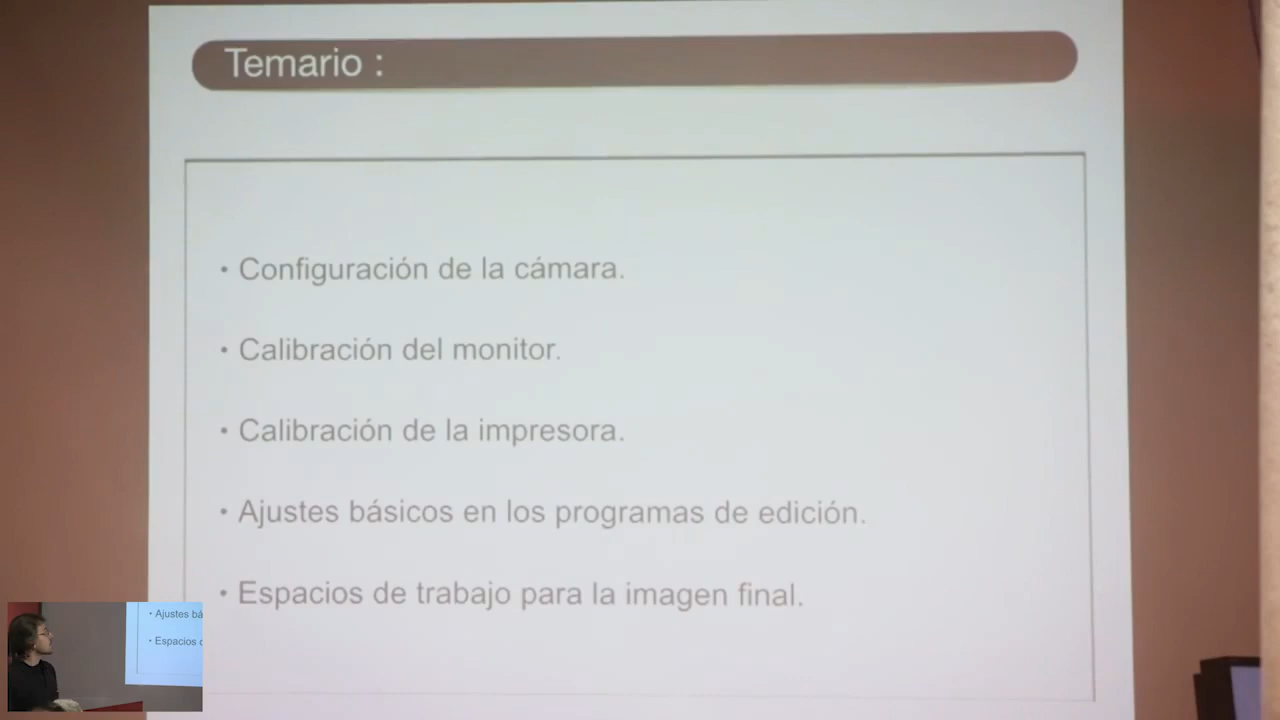 Temario :
• Configuración de la cámara.
• Calibración del monitor.
• Calibración de la impresora.
• Ajustes básicos en los programas de edición.
• Espacios de trabajo para la imagen final.
• Ajustes bá
• Espacios d